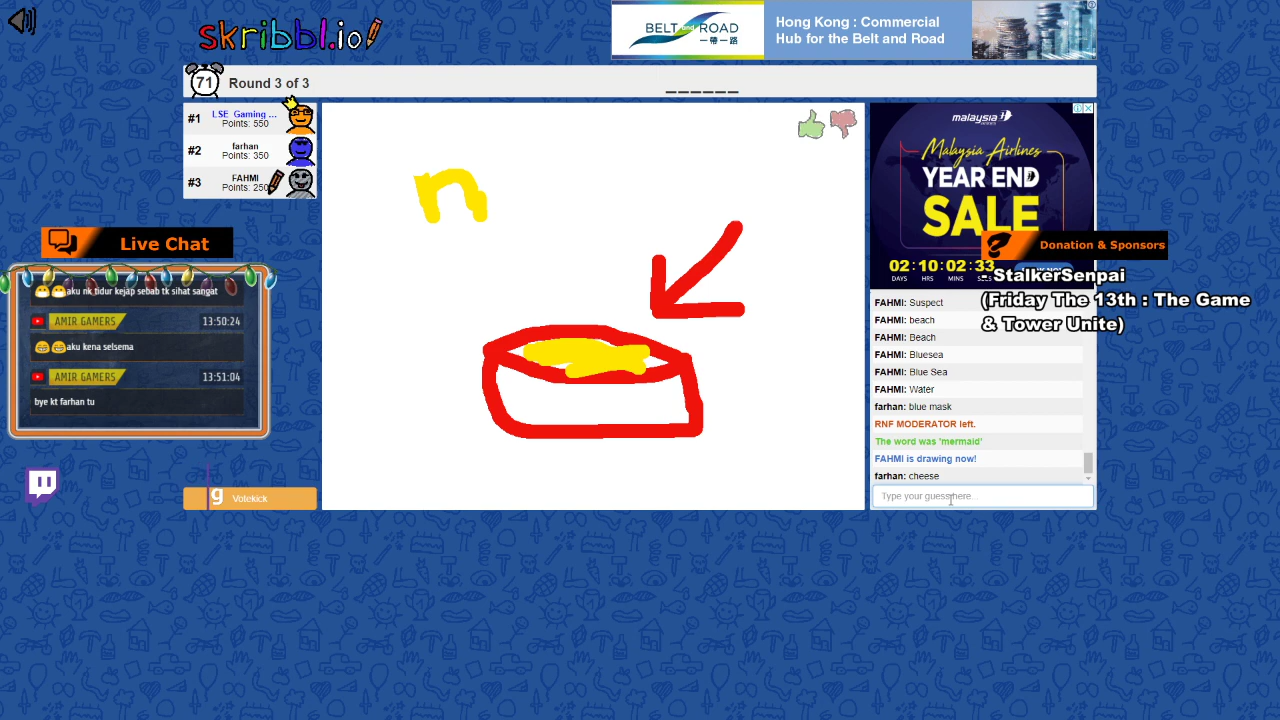 skribbl.io
BELT and ROAD
一帶一路
Hong Kong : Commercial
Hub for the Belt and Road
71
Round 3 of 3
______
#1
LSE Gaming ...
Points: 550
#2
farhan
Points: 350
#3
FAHMI
Points: 250
n
malaysia
Malaysia Airlines
YEAR END
SALE
02:10:02:33
DAYS HRS MINS
Live Chat
aku nk tidur kejap sebab tk sihat sangat
AMIR GAMERS 13:50:24
aku kena selsema
AMIR GAMERS 13:51:04
bye kt farhan tu
Donation & Sponsors
- StalkerSenpai
(Friday The 13th : The Game
& Tower Unite)
FAHMI: Suspect
FAHMI: beach
FAHMI: Beach
FAHMI: Bluesea
FAHMI: Blue Sea
FAHMI: Water
farhan: blue mask
RNF MODERATOR left.
The word was 'mermaid'
FAHMI is drawing now!
farhan: cheese
Type your guess here...
g
Votekick